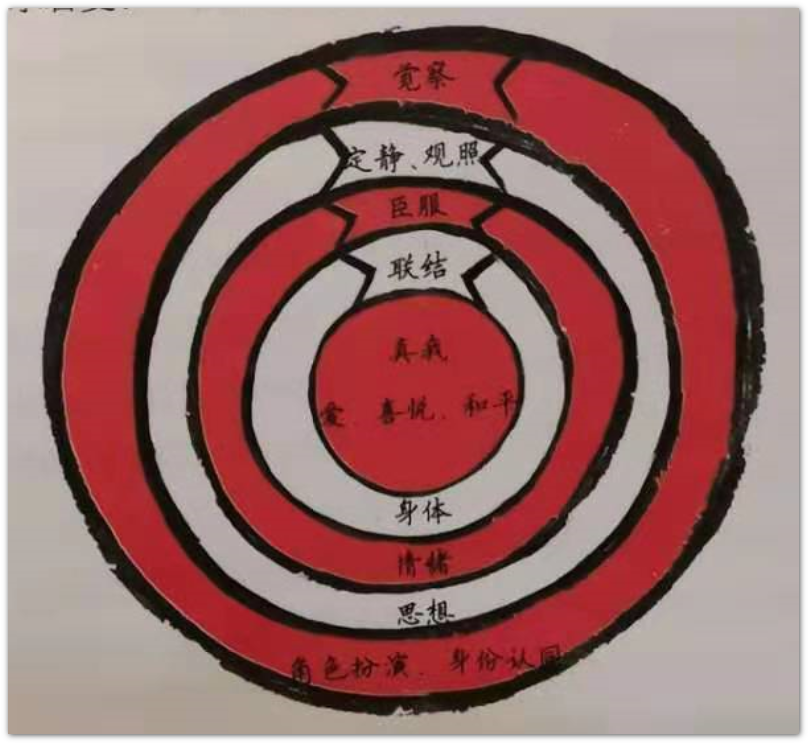 觉察
定静、观照
臣服
联结
真我
爱、喜悦、和平
身体
情绪
思想
角色扮演、身份认同